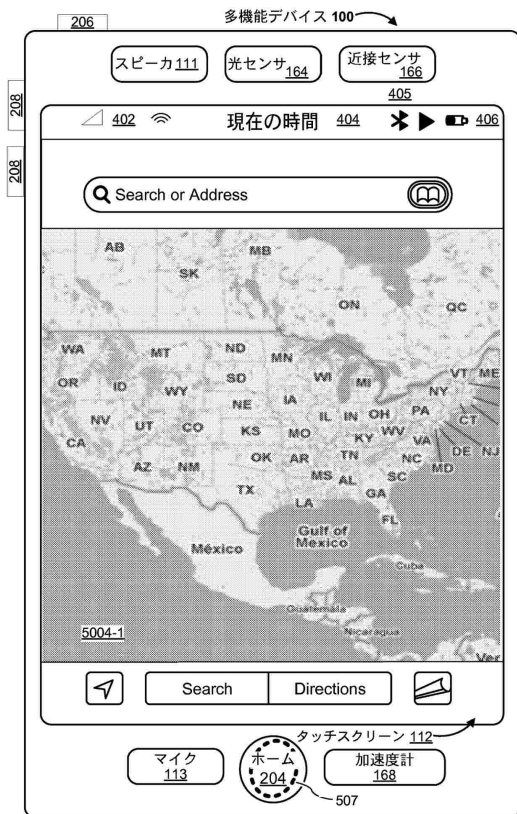 多機能デバイス 100
206
スピーカ 111
光センサ 164
近接センサ 166
208
208
402
現在の時間 404
405
406
Search or Address
AB
SK
MB
ON
QC
WA
MT
ND
MN
VT
ME
OR
ID
SD
WI
MI
NY
WY
NE
IA
PA
NV
UT
CO
IL
IN
OH
CT
CA
KS
MO
KY
WV
VA
DE
NJ
AZ
NM
OK
AR
TN
NC
MD
MS
AL
SC
TX
LA
GA
FL
Gulf of
Mexico
México
Cuba
Guatemala
Nicaragua
Ver
5004-1
Search
Directions
タッチスクリーン 112
マイク 113
ホーム 204
加速度計 168
507